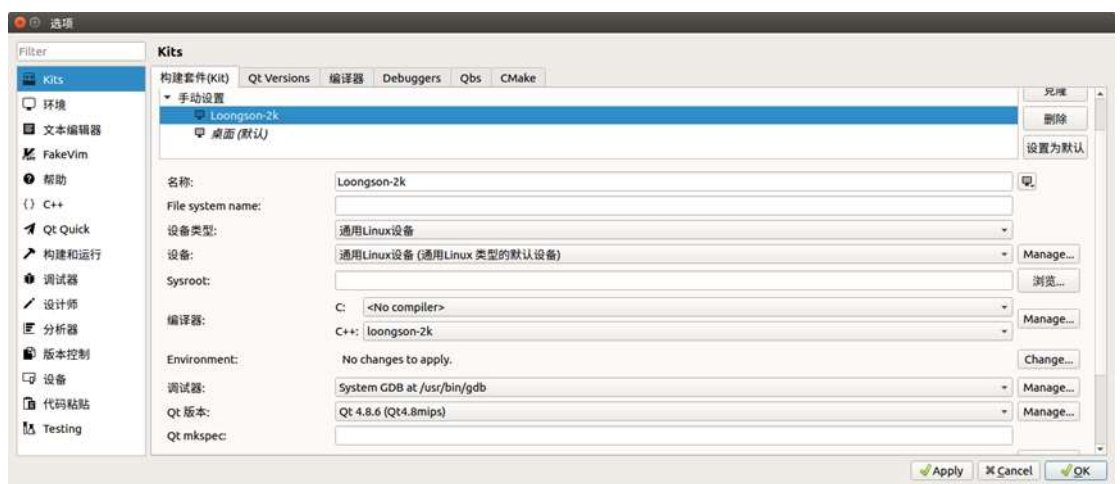 选项
Filter
Kits
环境
文本编辑器
FakeVim
帮助
{} C++
Qt Quick
构建和运行
调试器
设计师
分析器
版本控制
设备
代码粘贴
Testing
Kits
构建套件(Kit) Qt Versions 编译器 Debuggers Qbs CMake
手动设置
Loongson-2k
桌面 (默认)
克隆
删除
设置为默认
名称: Loongson-2k
File system name:
设备类型: 通用Linux设备
设备: 通用Linux设备 (通用Linux 类型的默认设备) Manage...
Sysroot: 浏览...
编译器: C: <No compiler> Manage...
C++: loongson-2k
Environment: No changes to apply. Change...
调试器: System GDB at /usr/bin/gdb Manage...
Qt 版本: Qt 4.8.6 (Qt4.8mips) Manage...
Qt mkspec:
Apply Cancel OK